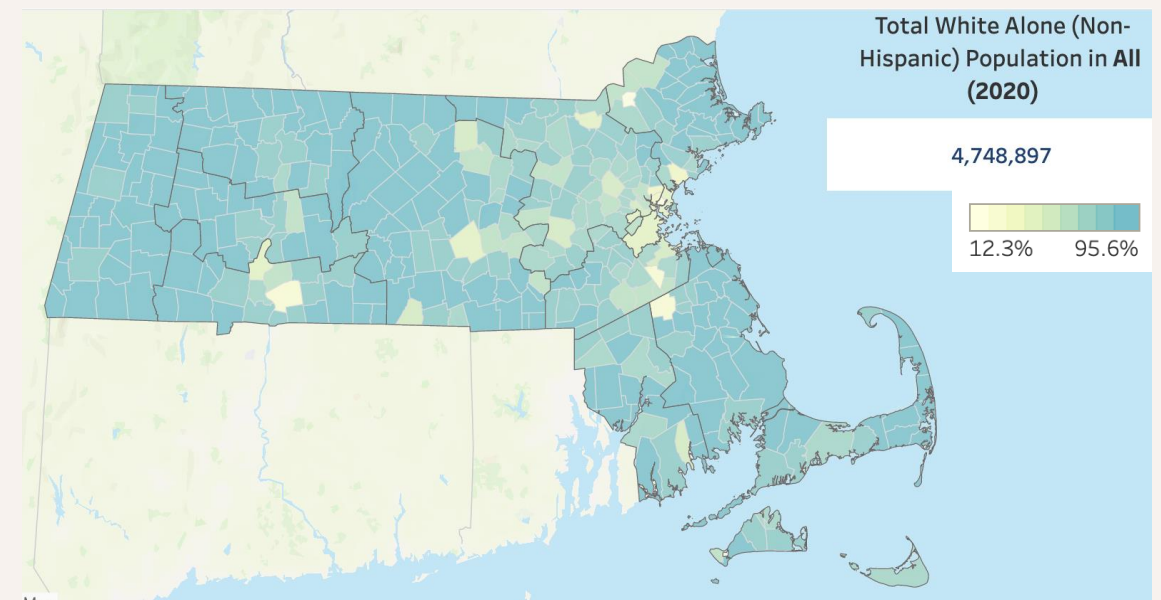 Total White Alone (Non-
Hispanic) Population in All
(2020)
4,748,897
12.3% 95.6%